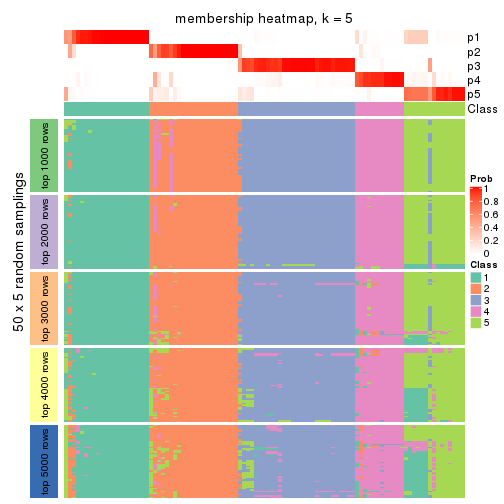 membership heatmap, k = 5
p1
p2
p3
p4
p5
Class
50 x 5 random samplings
top 1000 rows
top 2000 rows
top 3000 rows
top 4000 rows
top 5000 rows
Prob
1
0.8
0.6
0.4
0.2
0
Class
1
2
3
4
5